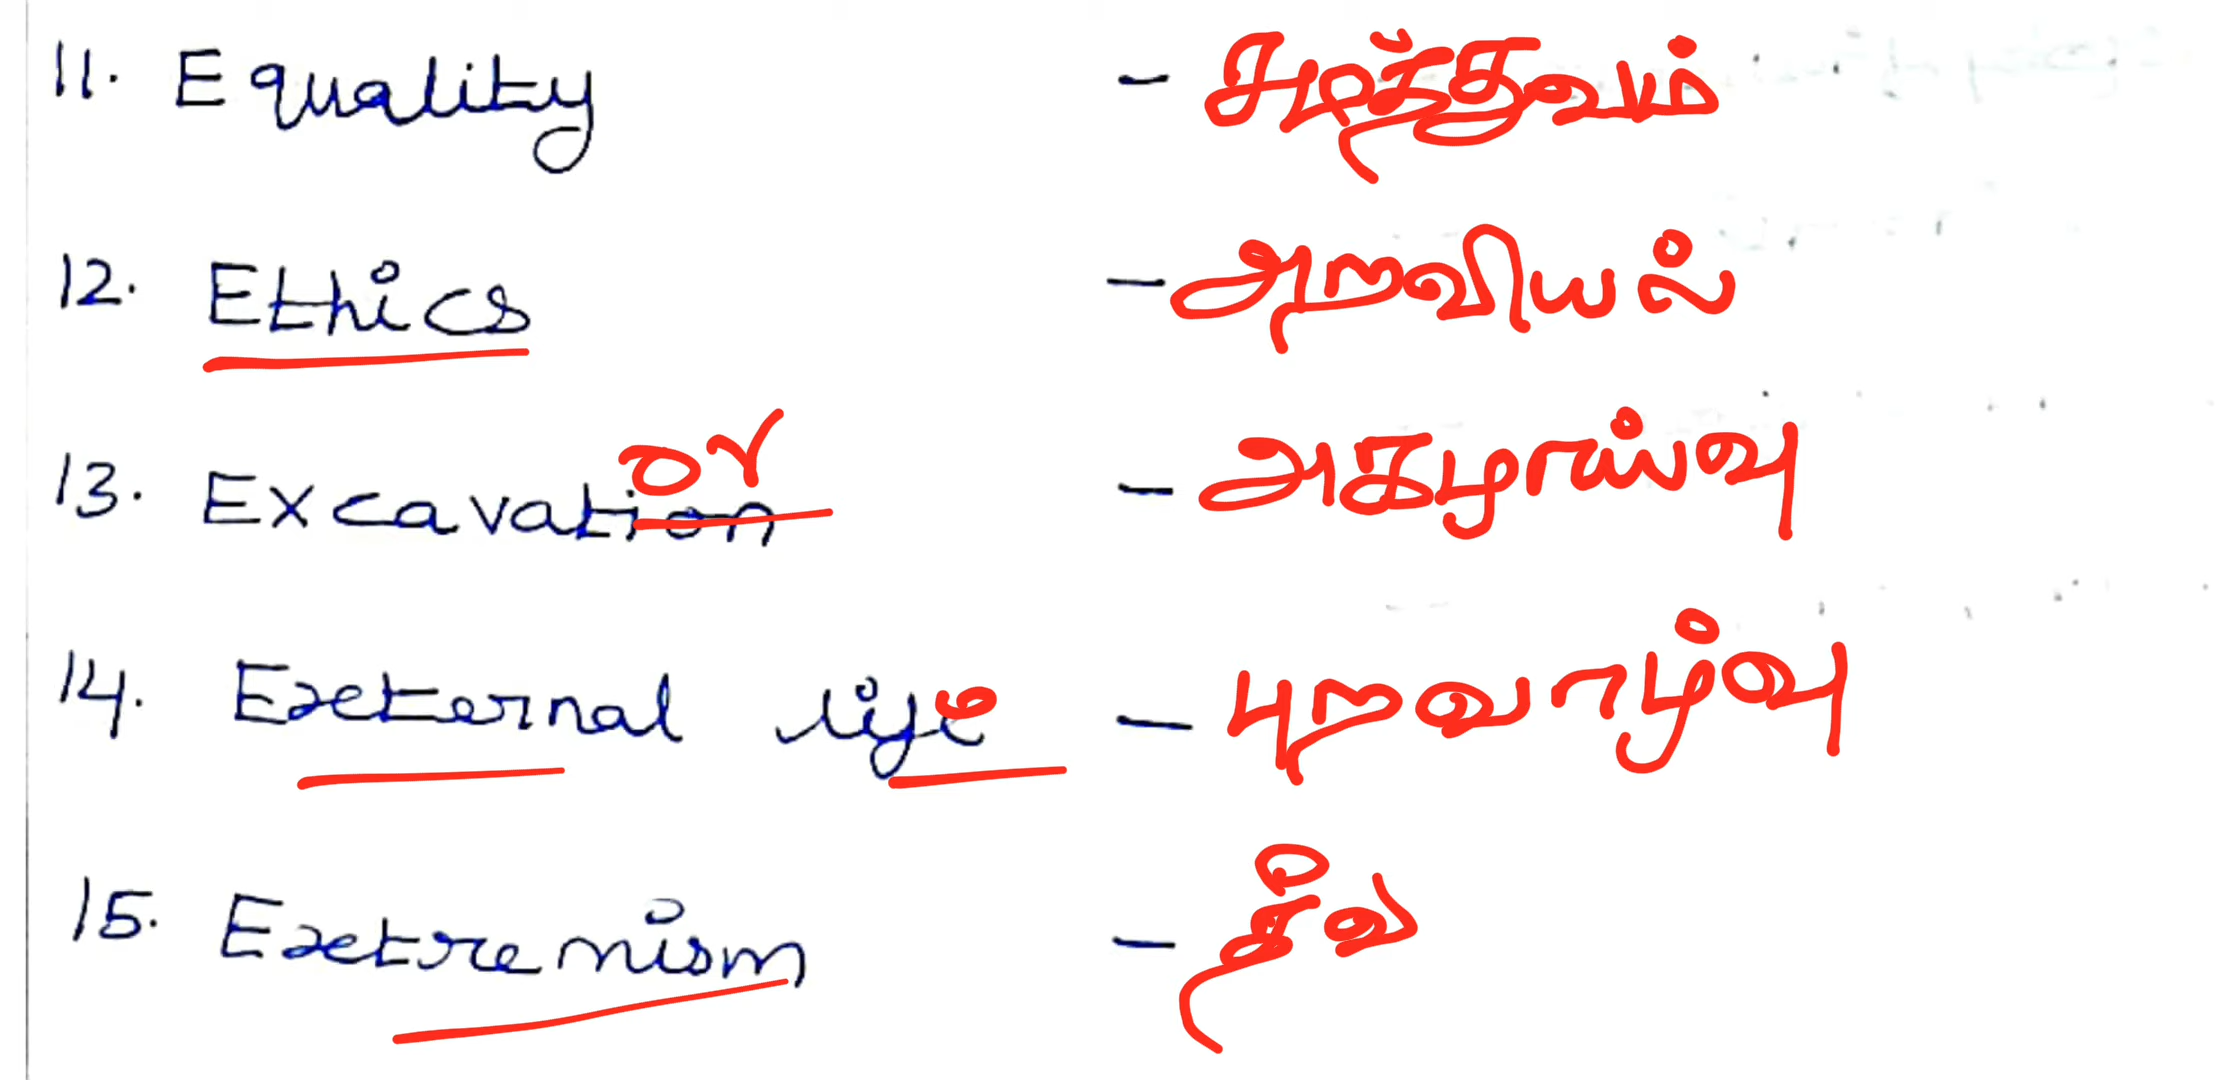 11. Equality - சமத்துவம்
12. Ethics - அறவியல்
13. Excavation or - அகழாய்வு
14. External life - புறவாழ்வு
15. Extremism - தீவ